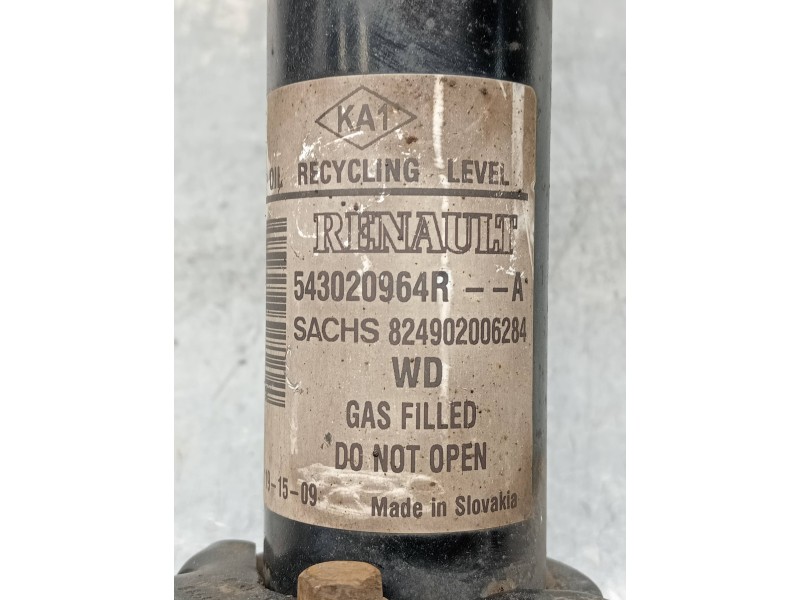 KA1
OIL RECYCLING LEVEL
RENAULT
543020964R --A
SACHS 824902006284
WD
GAS FILLED
DO NOT OPEN
-15-09
Made in Slovakia